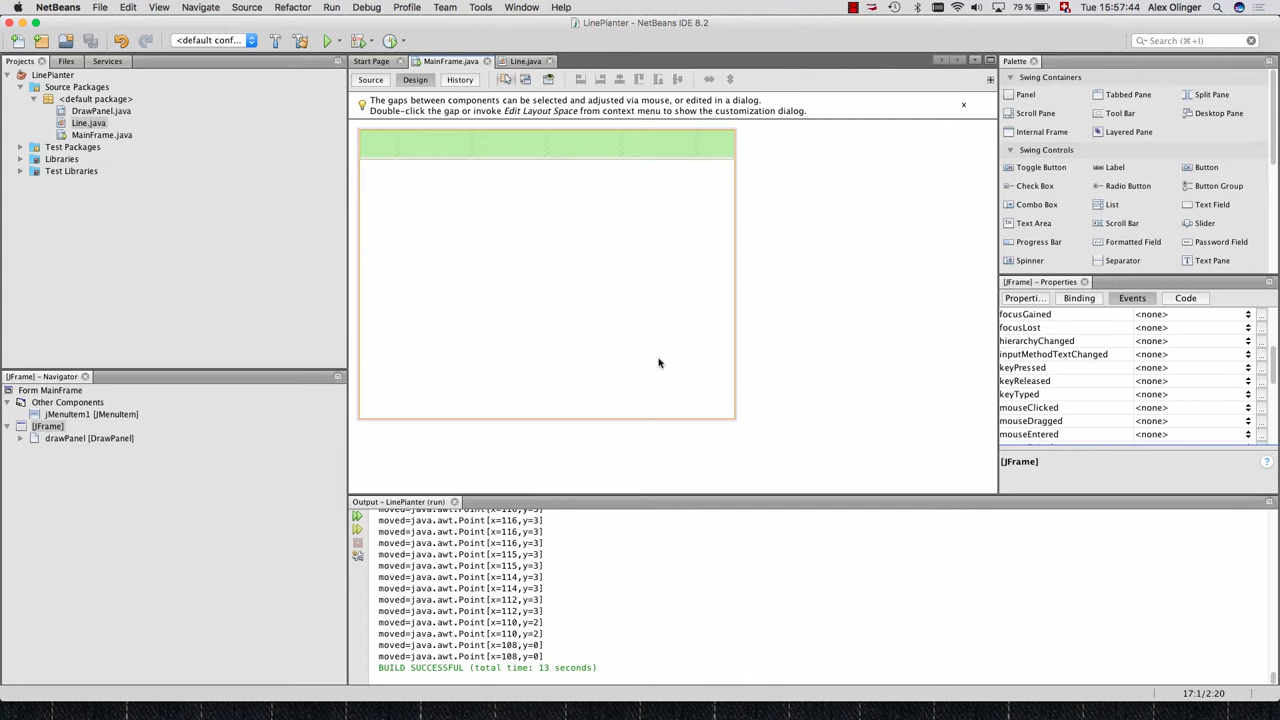 NetBeans File Edit View Navigate Source Refactor Run Debug Profile Team Tools Window Help 79 % Tue 15:57:44 Alex Olinger
LinePianter – NetBeans IDE 8.2
<default conf... Search (⌘+I)
Projects Files Services Start Page MainFrame.java Line.java Palette
Source Design History
LinePianter
Source Packages
<default package>
DrawPanel.java
Line.java
MainFrame.java
Test Packages
Libraries
Test Libraries
The gaps between components can be selected and adjusted via mouse, or edited in a dialog.
Double-click the gap or invoke Edit Layout Space from context menu to show the customization dialog.
x
Swing Containers
Panel Tabbed Pane Split Pane
Scroll Pane Tool Bar Desktop Pane
Internal Frame Layered Pane
Swing Controls
Toggle Button Label Button
Check Box Radio Button Button Group
Combo Box List Text Field
Text Area Scroll Bar Slider
Progress Bar Formatted Field Password Field
Spinner Separator Text Pane
[JFrame] – Properties
Properti... Binding Events Code
focusGained <none> ...
focusLost <none> ...
hierarchyChanged <none> ...
inputMethodTextChanged <none> ...
keyPressed <none> ...
keyReleased <none> ...
keyTyped <none> ...
mouseClicked <none> ...
mouseDragged <none> ...
mouseEntered <none> ...
[JFrame]
[JFrame] – Navigator
Form MainFrame
Other Components
jMenuItem1 [JMenuItem]
[JFrame]
drawPanel [DrawPanel]
Output – LinePianter (run)
moved=java.awt.Point[x=116,y=3]
moved=java.awt.Point[x=116,y=3]
moved=java.awt.Point[x=116,y=3]
moved=java.awt.Point[x=116,y=3]
moved=java.awt.Point[x=115,y=3]
moved=java.awt.Point[x=115,y=3]
moved=java.awt.Point[x=114,y=3]
moved=java.awt.Point[x=114,y=3]
moved=java.awt.Point[x=112,y=3]
moved=java.awt.Point[x=112,y=3]
moved=java.awt.Point[x=110,y=2]
moved=java.awt.Point[x=110,y=2]
moved=java.awt.Point[x=108,y=0]
moved=java.awt.Point[x=108,y=0]
BUILD SUCCESSFUL (total time: 13 seconds)
17:1/2:20